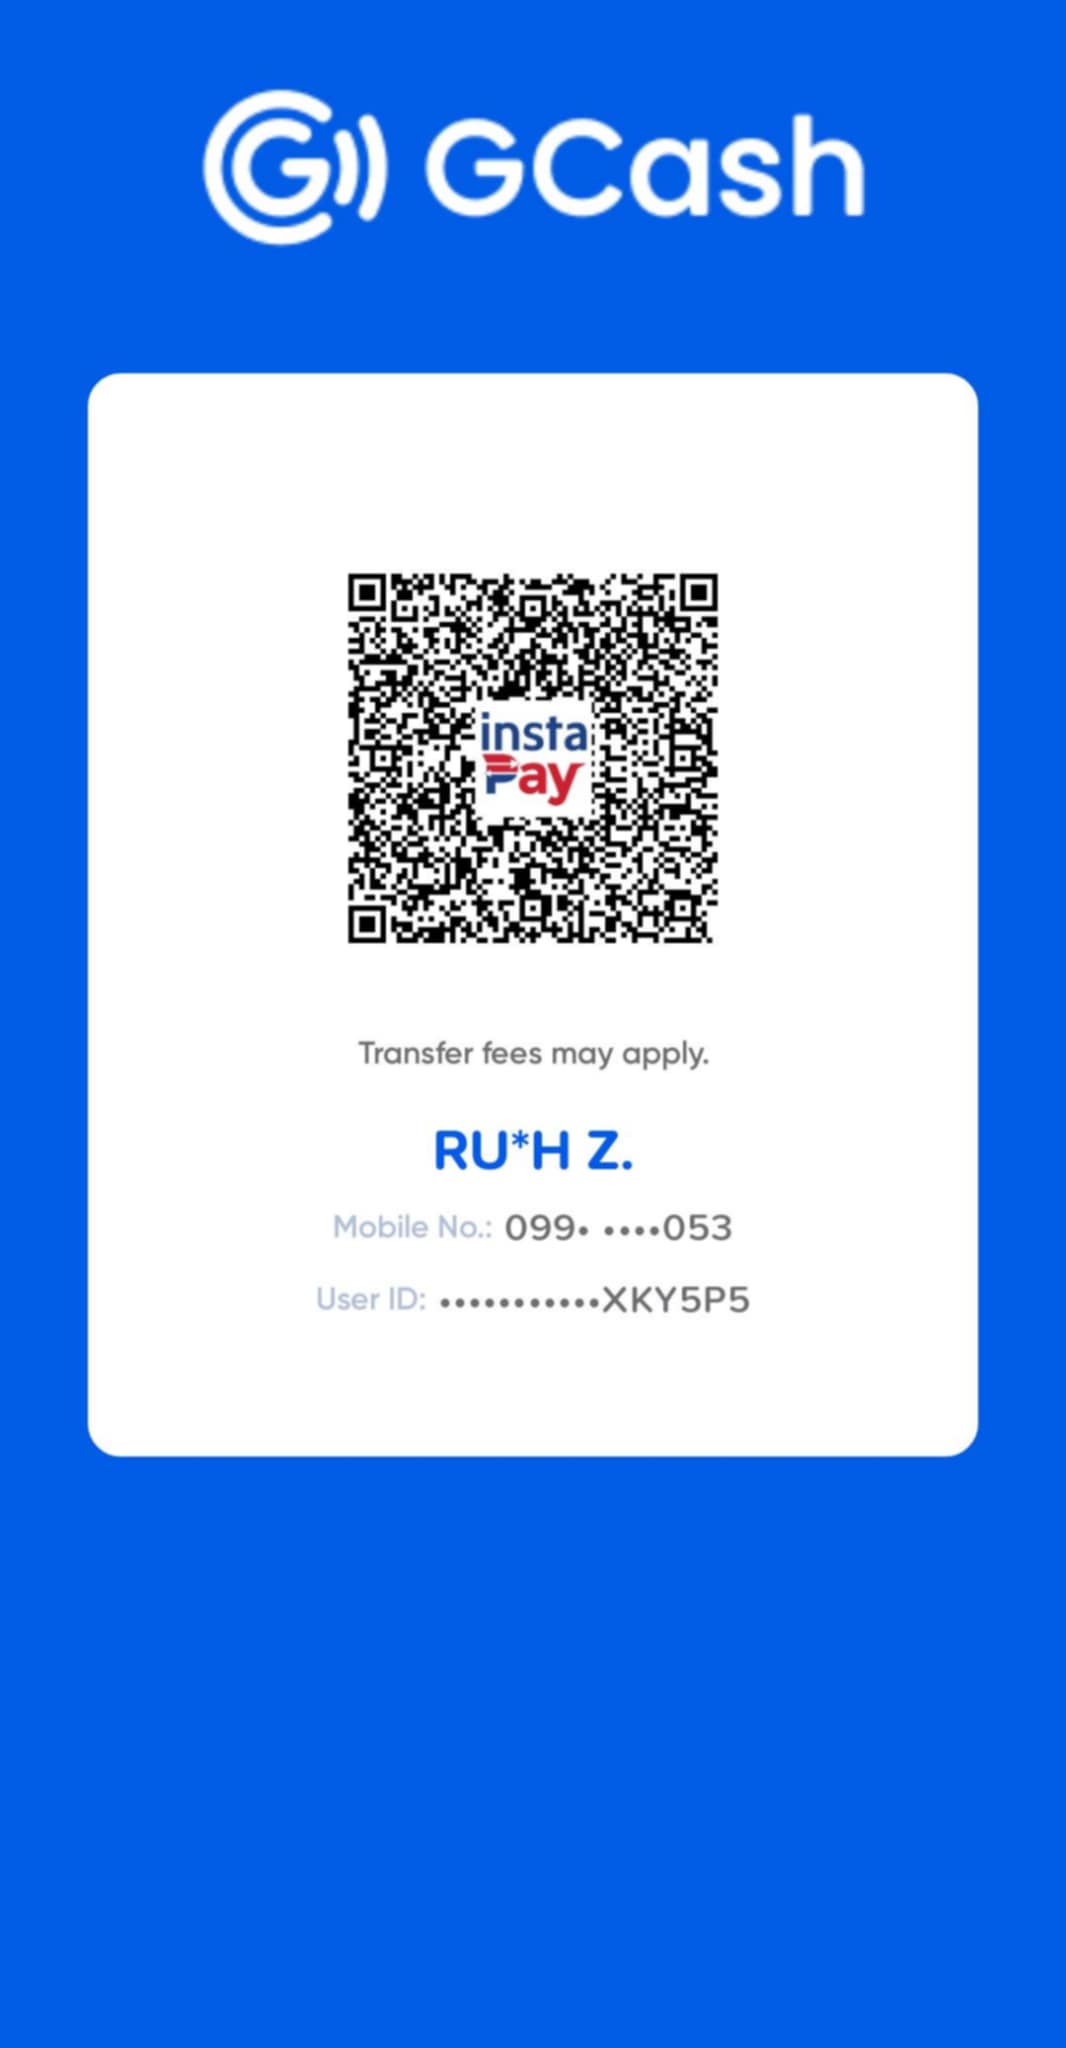 GCash
insta
Pay
Transfer fees may apply.
RU*H Z.
Mobile No.: 099• ••••053
User ID: •••••••••••XKY5P5